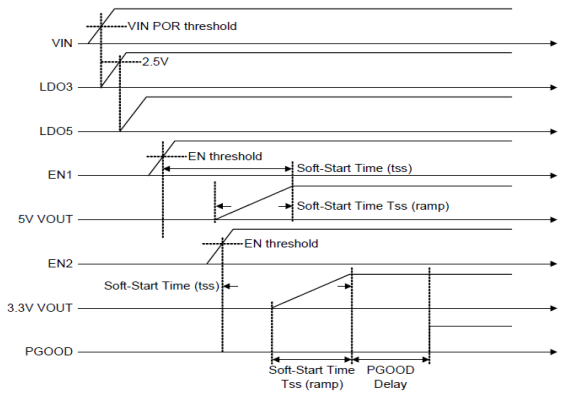 VIN POR threshold
VIN
2.5V
LDO3
LDO5
EN threshold
EN1
Soft-Start Time (tss)
Soft-Start Time Tss (ramp)
5V VOUT
EN threshold
EN2
Soft-Start Time (tss)
3.3V VOUT
PGOOD
Soft-Start Time
Tss (ramp)
PGOOD
Delay